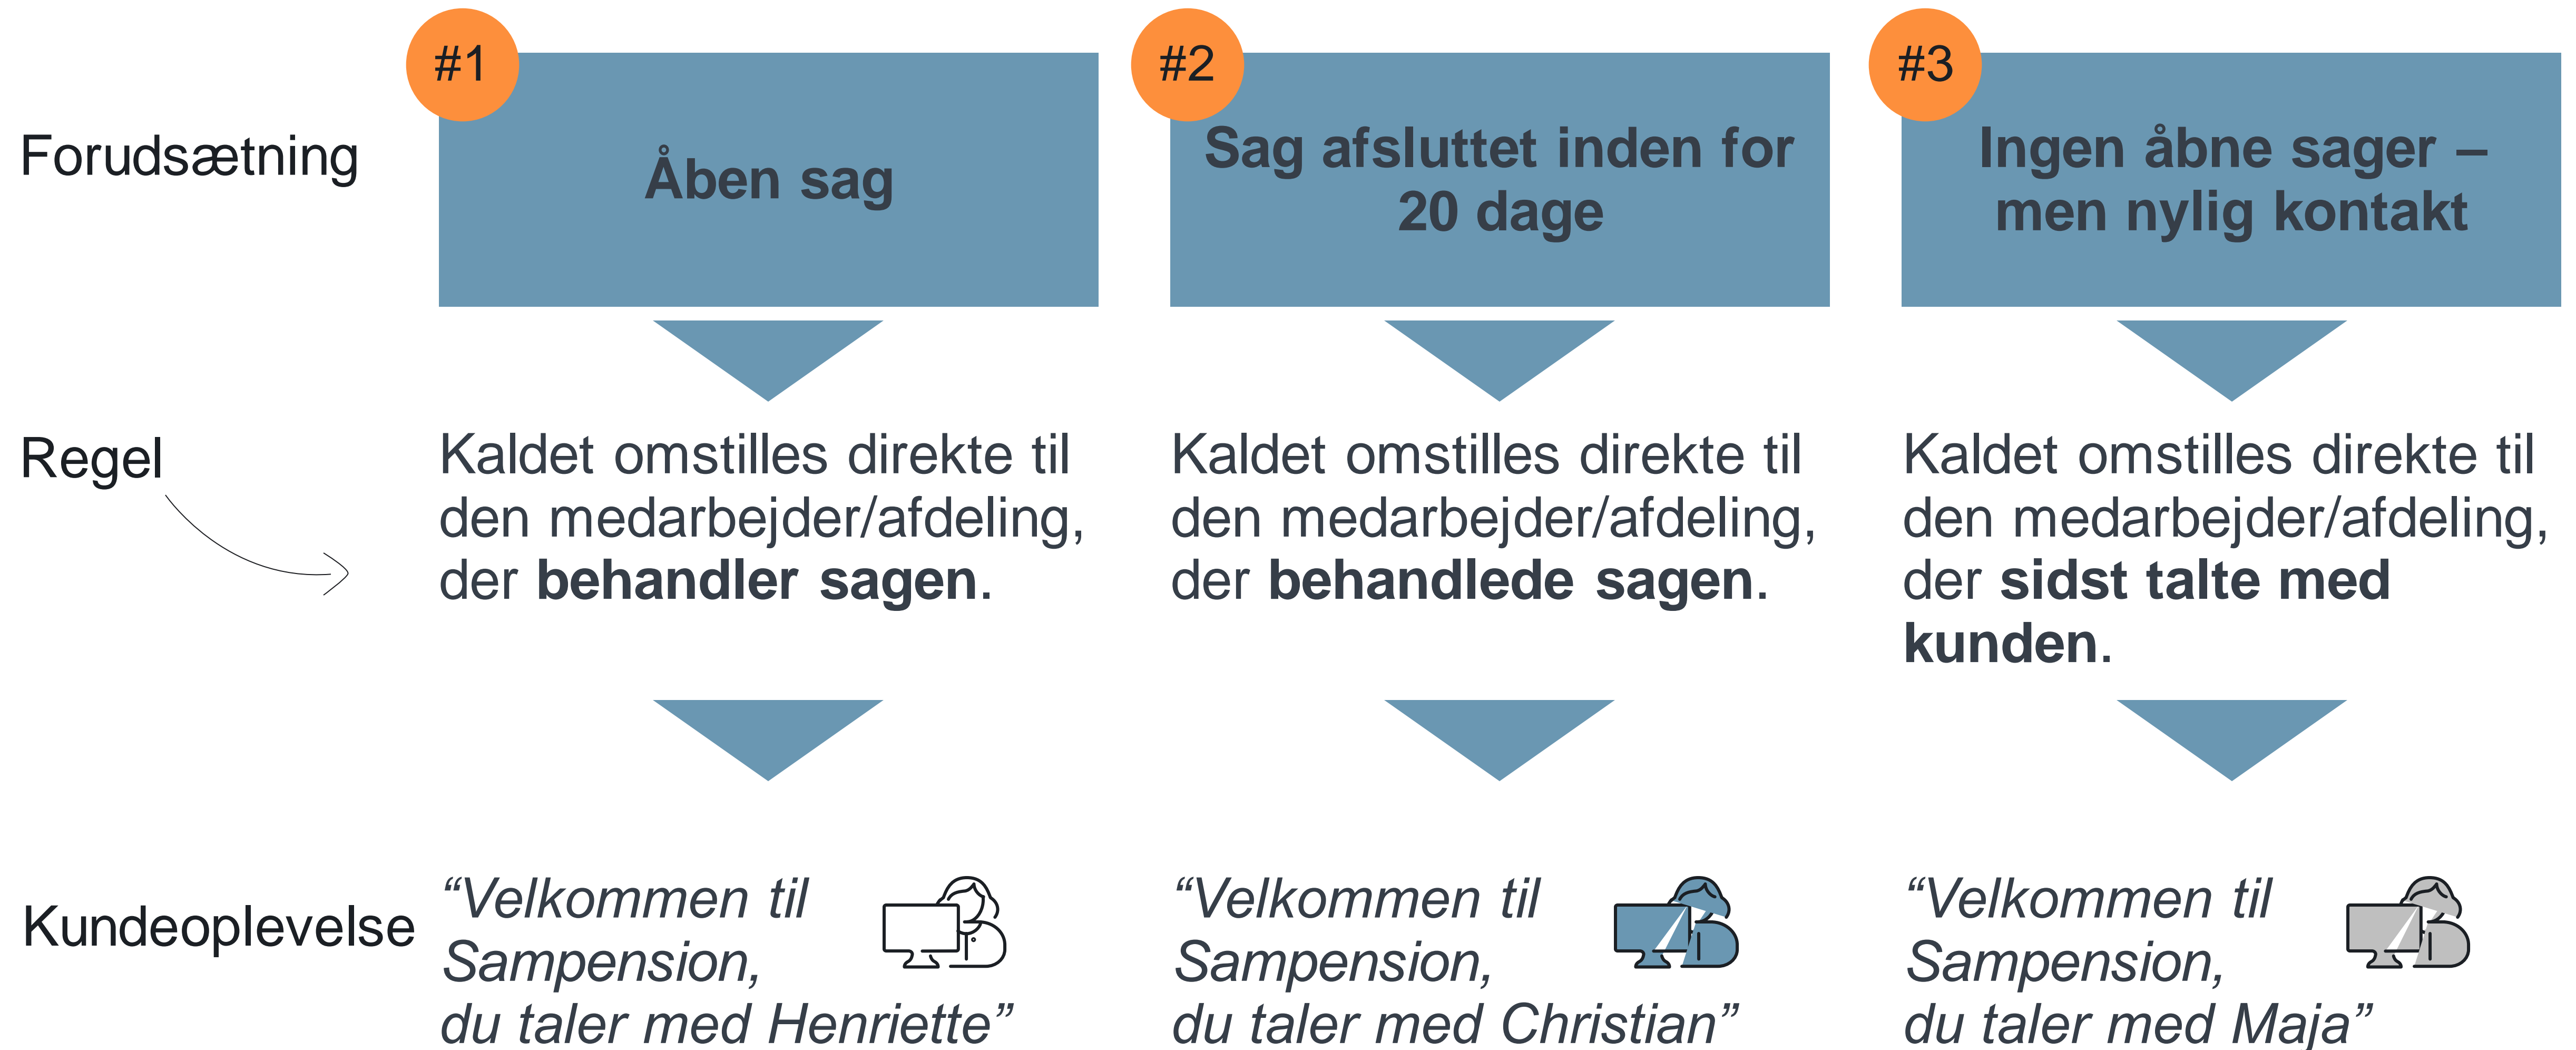 Forudsætning
#1
Åben sag
#2
Sag afsluttet inden for
20 dage
#3
Ingen åbne sager –
men nylig kontakt
Regel
Kaldet omstilles direkte til
den medarbejder/afdeling,
der behandler sagen.
Kaldet omstilles direkte til
den medarbejder/afdeling,
der behandlede sagen.
Kaldet omstilles direkte til
den medarbejder/afdeling,
der sidst talte med
kunden.
Kundeoplevelse
“Velkommen til
Sampension,
du taler med Henriette”
“Velkommen til
Sampension,
du taler med Christian”
“Velkommen til
Sampension,
du taler med Maja”